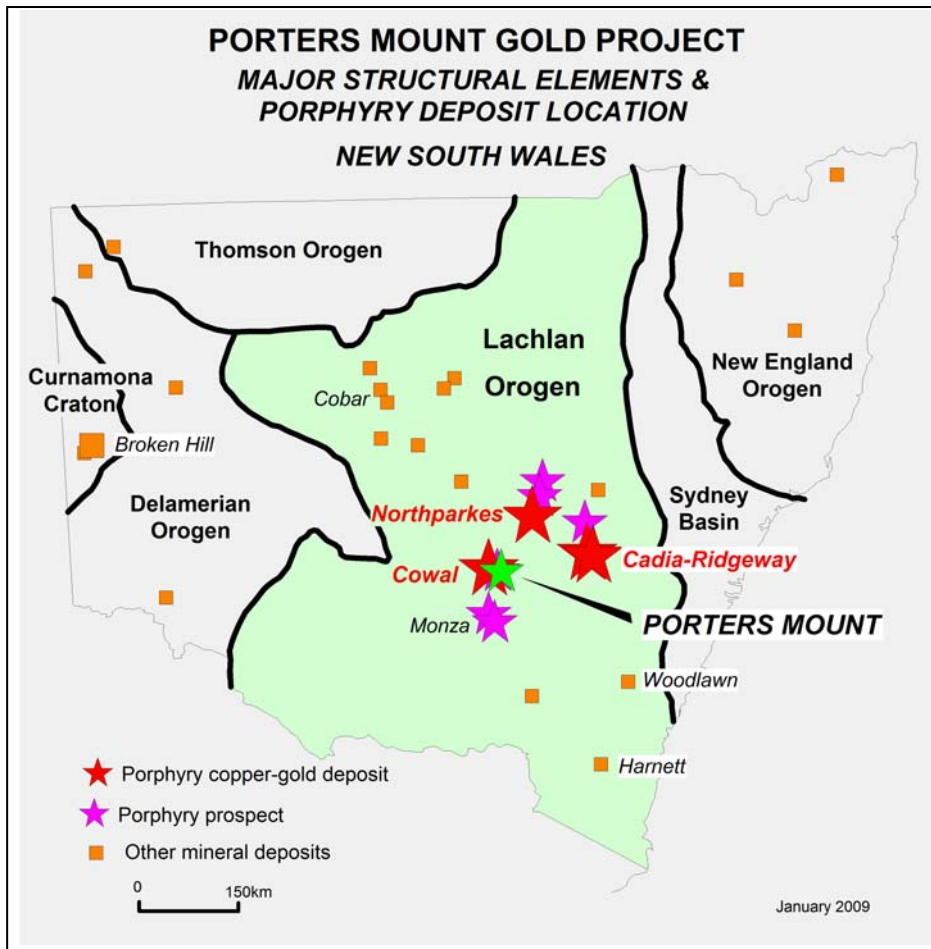 PORTERS MOUNT GOLD PROJECT
MAJOR STRUCTURAL ELEMENTS &
PORPHYRY DEPOSIT LOCATION
NEW SOUTH WALES
Thomson Orogen
Lachlan
Orogen
New England
Orogen
Curnamona
Craton
Cobar
Broken Hill
Delamerian
Orogen
Sydney
Basin
Northparkes
Cadia-Ridgeway
Cowal
Monza
PORTERS MOUNT
Woodlawn
Harnett
Porphyry copper-gold deposit
Porphyry prospect
Other mineral deposits
0
150km
January 2009